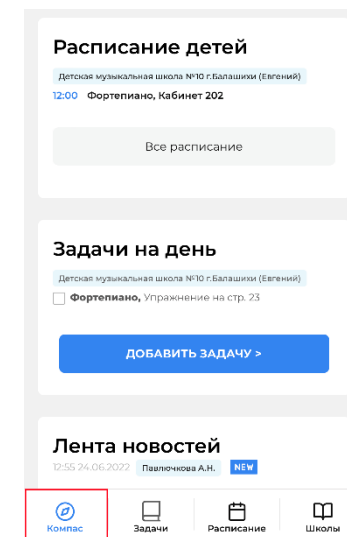 Расписание детей
Детская музыкальная школа №10 г.Балашихи (Евгений)
12:00 Фортепиано, Кабинет 202
Все расписание
Задачи на день
Детская музыкальная школа №10 г.Балашихи (Евгений)
Фортепиано, Упражнение на стр. 23
ДОБАВИТЬ ЗАДАЧУ >
Лента новостей
12:55 24.06.2022 Павлючкова А.Н. NEW
Компас Задачи Расписание Школы